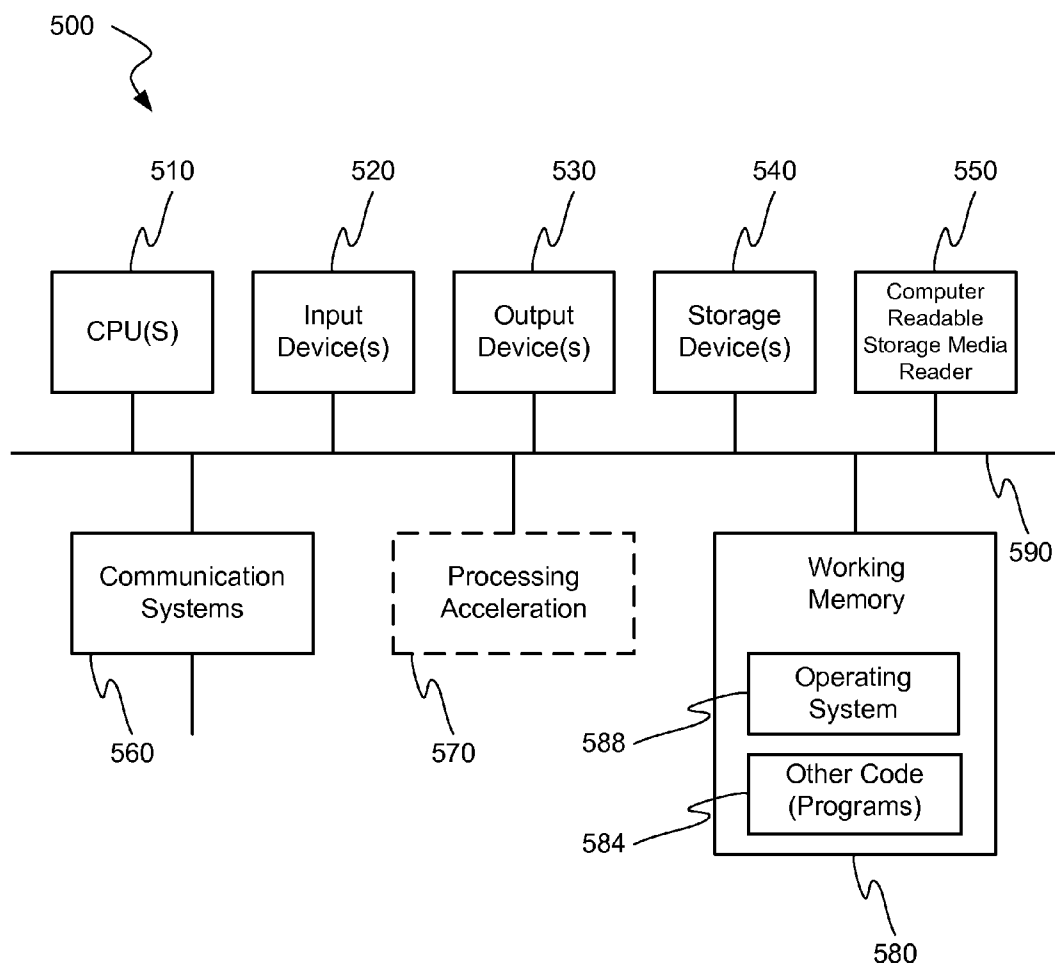 500
510
520
530
540
550
CPU(S)
Input
Device(s)
Output
Device(s)
Storage
Device(s)
Computer
Readable
Storage Media
Reader
590
Communication
Systems
Processing
Acceleration
Working
Memory
Operating
System
588
Other Code
(Programs)
584
560
570
580